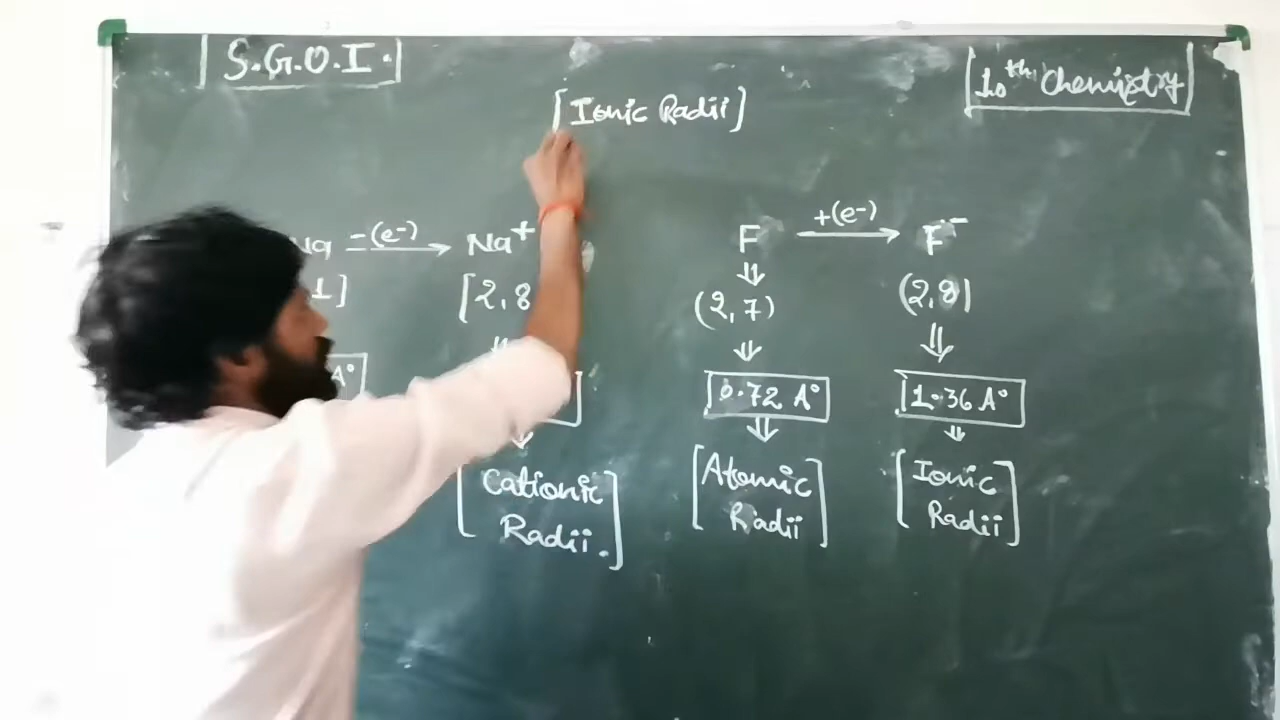 S.G.O.I.
10th Chemistry
[Ionic Radii]
Na -(e-) → Na+
F +(e-) → F-
1]
[2,8
(2,7)
(2,8)
A°
0.72 A°
1.36 A°
[Cationic
Radii.]
[Atomic
Radii]
[Ionic
Radii]